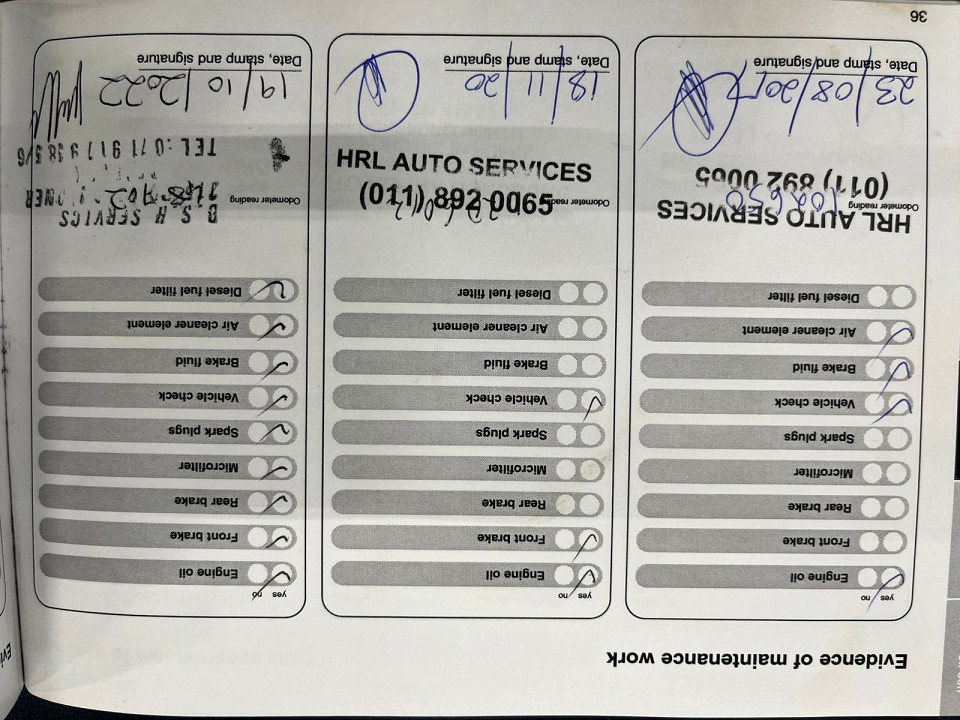 Evidence of maintenance work
yes no
Engine oil
Front brake
Rear brake
Microfilter
Spark plugs
Vehicle check
Brake fluid
Air cleaner element
Diesel fuel filter
HRL AUTO SERVICES
Odometer reading 102650
(011) 892 0065
23/08/2017
Date, stamp and signature
yes no
Engine oil
Front brake
Rear brake
Microfilter
Spark plugs
Vehicle check
Brake fluid
Air cleaner element
Diesel fuel filter
Odometer reading
(011) 892 0065
HRL AUTO SERVICES
18/11/20
Date, stamp and signature
yes no
Engine oil
Front brake
Rear brake
Microfilter
Spark plugs
Vehicle check
Brake fluid
Air cleaner element
Diesel fuel filter
B.S.H SERVICE
Odometer reading
TEL:071 917 9385/6
19/10/2022
Date, stamp and signature
36